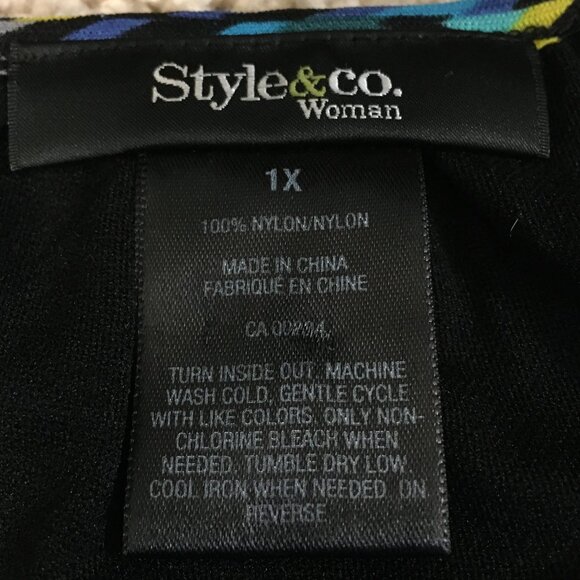 Style&co.
Woman
1X
100% NYLON/NYLON
MADE IN CHINA
FABRIQUÉ EN CHINE
CA
TURN INSIDE OUT. MACHINE
WASH COLD, GENTLE CYCLE
WITH LIKE COLORS. ONLY NON-
CHLORINE BLEACH WHEN
NEEDED. TUMBLE DRY LOW.
COOL IRON WHEN NEEDED ON
REVERSE